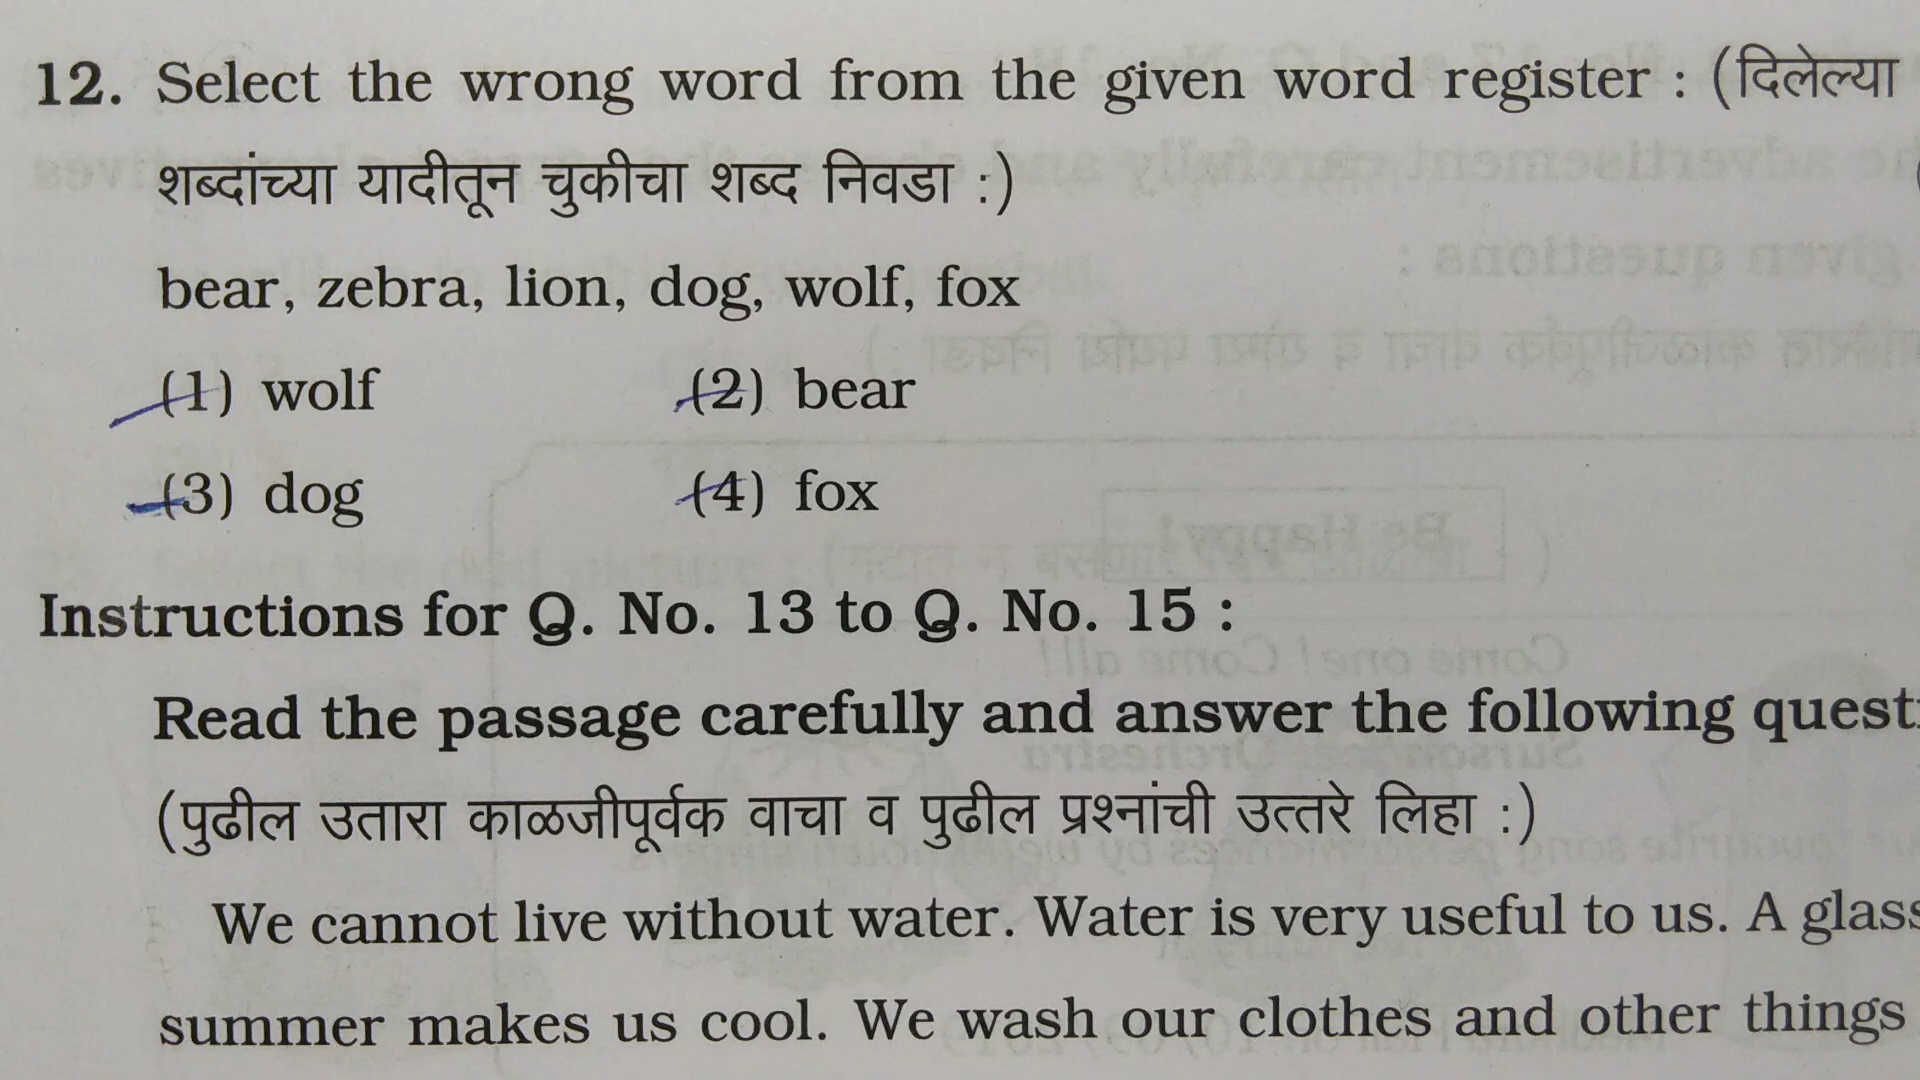 12. Select the wrong word from the given word register : (दिलेल्या
शब्दांच्या यादीतून चुकीचा शब्द निवडा :)
bear, zebra, lion, dog, wolf, fox
(1) wolf (2) bear
(3) dog (4) fox
Instructions for Q. No. 13 to Q. No. 15 :
Read the passage carefully and answer the following
(पुढील उतारा काळजीपूर्वक वाचा व पुढील प्रश्नांची उत्तरे लिहा :)
We cannot live without water. Water is very useful to us. A glass
summer makes us cool. We wash our clothes and other things